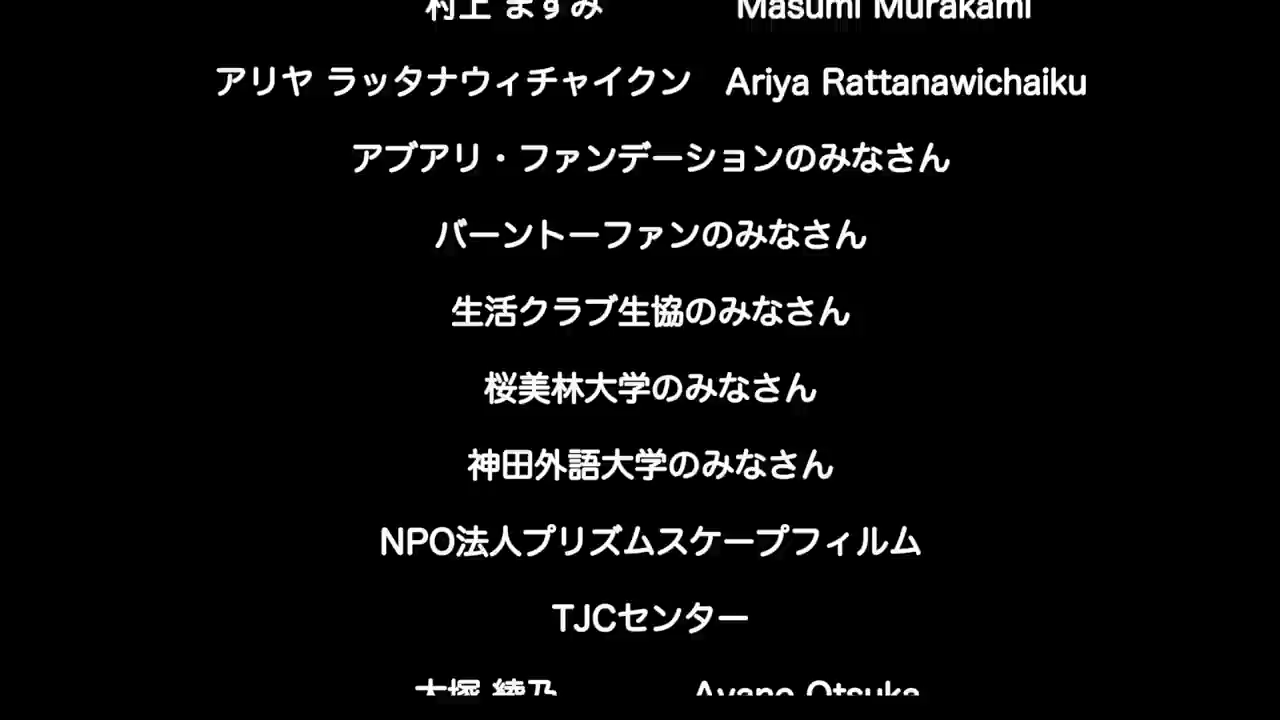 村上 ますみ Masumi Murakami
アリヤ ラッタナウィチャイクン Ariya Rattanawichaiku
アブアリ・ファンデーションのみなさん
バーントーファンのみなさん
生活クラブ生協のみなさん
桜美林大学のみなさん
神田外語大学のみなさん
NPO法人プリズムスケープフィルム
TJCセンター
大塚 綾乃 Ayano Otsuka